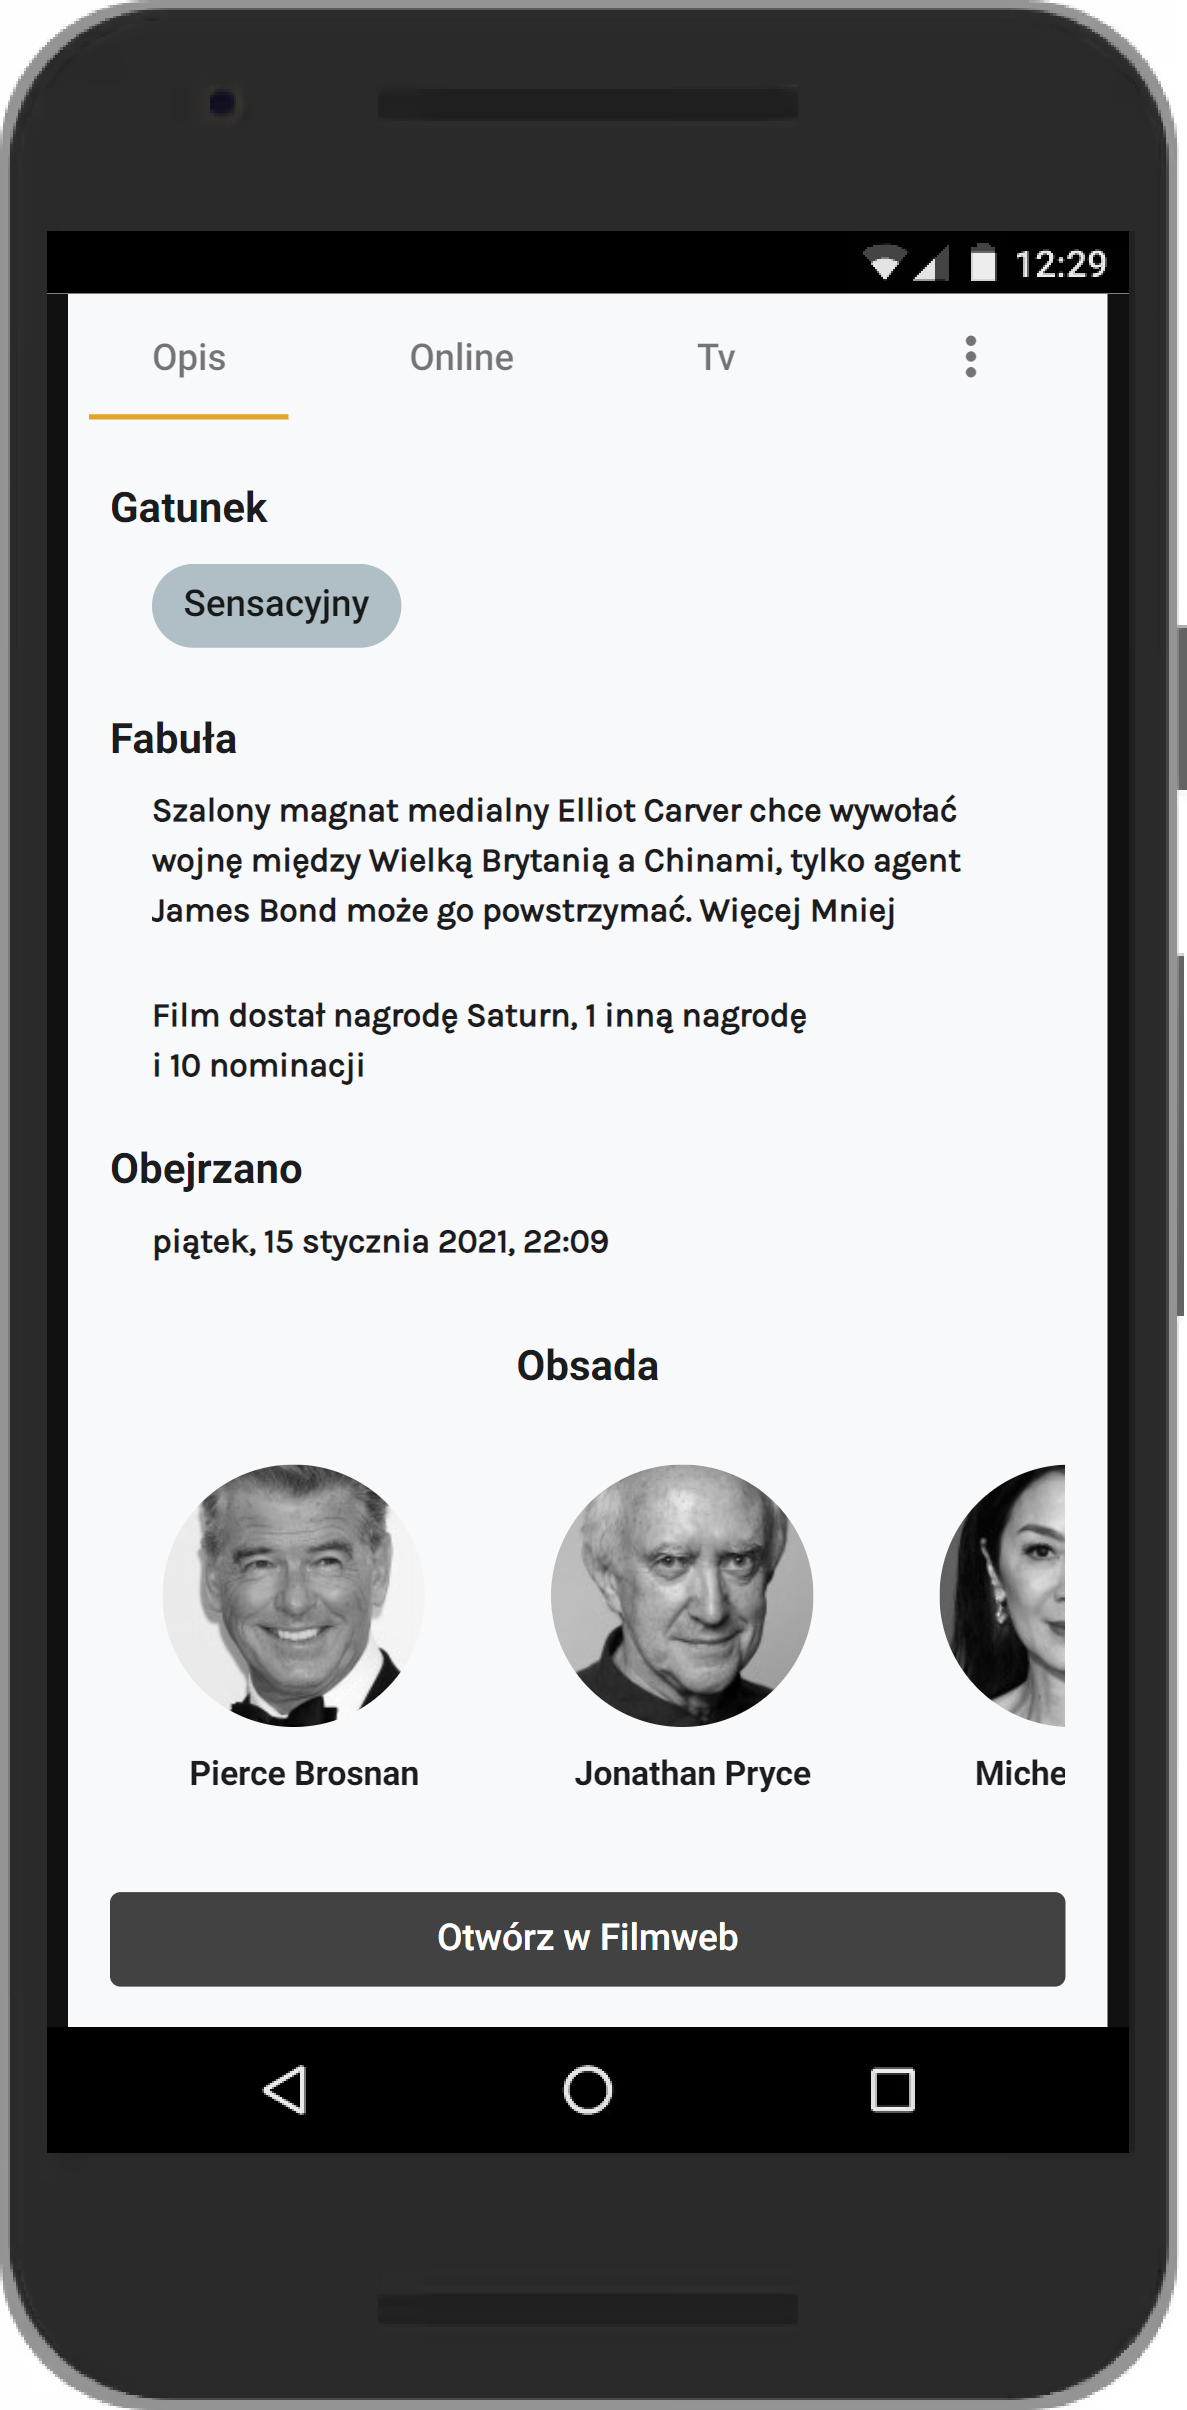 12:29
Opis Online Tv
Gatunek
Sensacyjny
Fabuła
Szalony magnat medialny Elliot Carver chce wywołać
wojnę między Wielką Brytanią a Chinami, tylko agent
James Bond może go powstrzymać. Więcej Mniej
Film dostał nagrodę Saturn, 1 inną nagrodę
i 10 nominacji
Obejrzano
piątek, 15 stycznia 2021, 22:09
Obsada
Pierce Brosnan Jonathan Pryce Miche
Otwórz w Filmweb